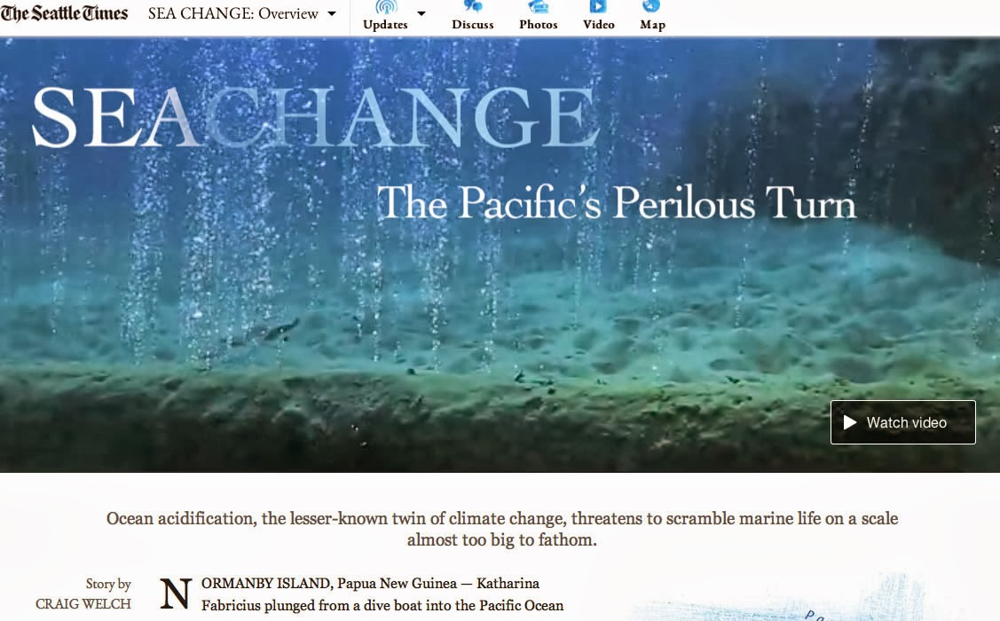 The Seattle Times
SEA CHANGE: Overview
Updates
Discuss
Photos
Video
Map
SEACHANGE
The Pacific's Perilous Turn
Watch video
Ocean acidification, the lesser-known twin of climate change, threatens to scramble marine life on a scale
almost too big to fathom.
Story by
CRAIG WELCH
NORMANBY ISLAND, Papua New Guinea — Katharina
Fabricius plunged from a dive boat into the Pacific Ocean